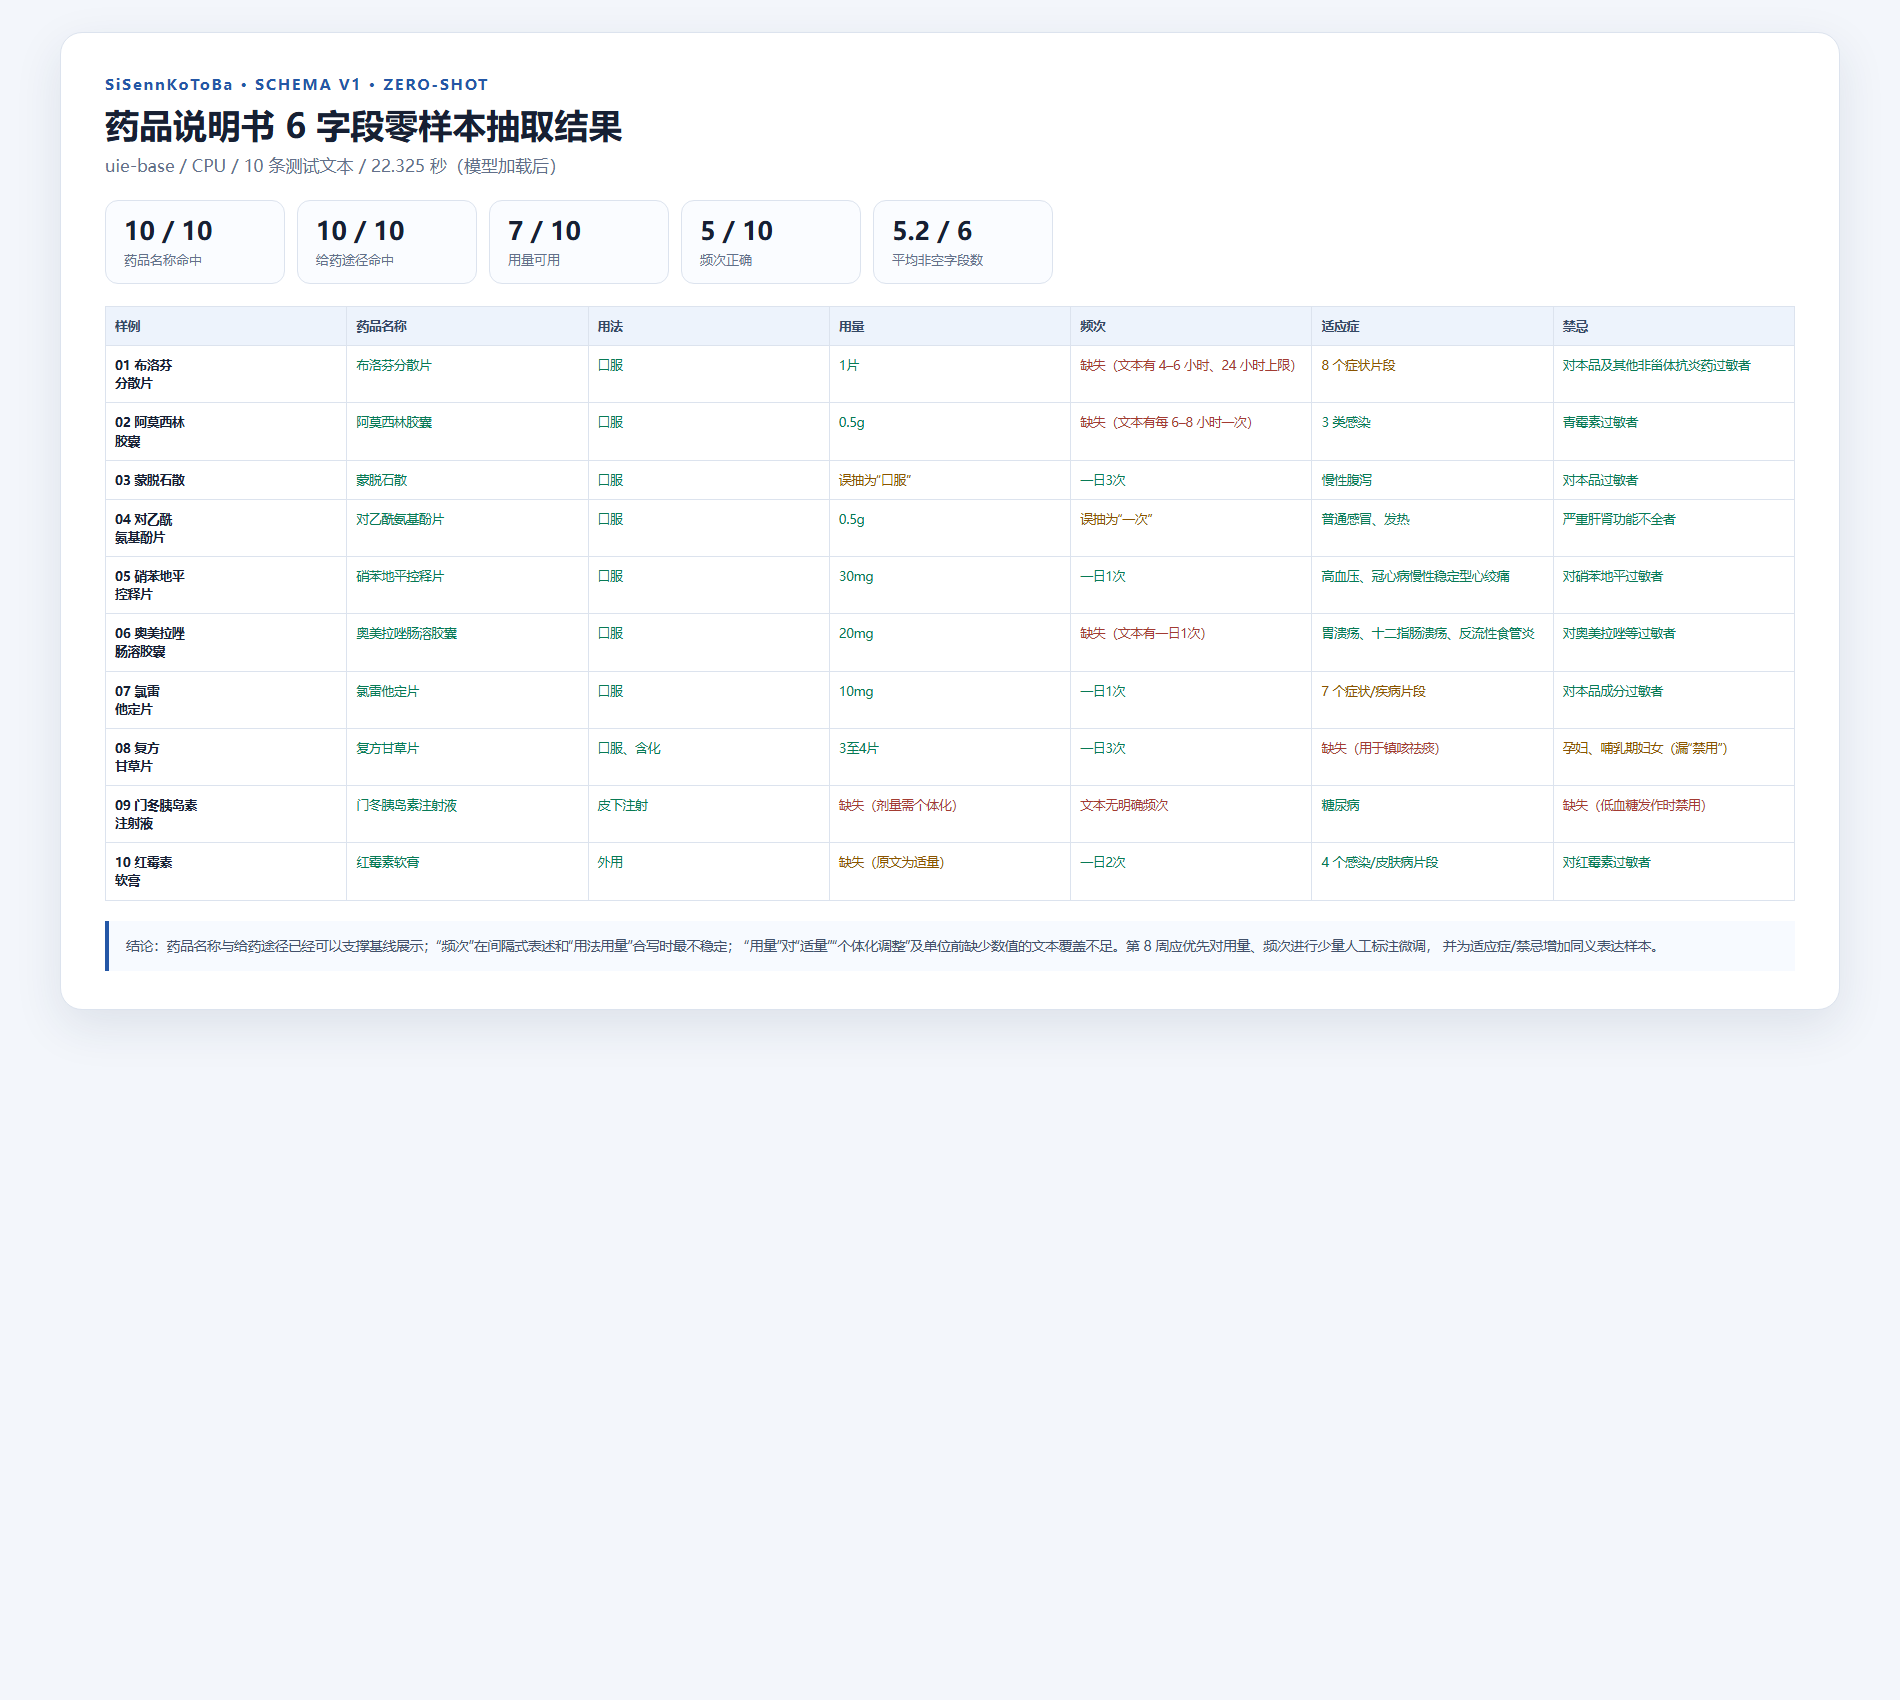 SiSennKoToBa • SCHEMA V1 • ZERO-SHOT
药品说明书 6 字段零样本抽取结果
uie-base / CPU / 10 条测试文本 / 22.325 秒（模型加载后）
10 / 10
药品名称命中
10 / 10
给药途径命中
7 / 10
用量可用
5 / 10
频次正确
5.2 / 6
平均非空字段数
样例 药品名称 用法 用量 频次 适应症 禁忌
01 布洛芬
分散片
布洛芬分散片 口服 1片 缺失（文本有 4–6 小时、24 小时上限） 8 个症状片段 对本品及其他非甾体抗炎药过敏者
02 阿莫西林
胶囊
阿莫西林胶囊 口服 0.5g 缺失（文本有每 6–8 小时一次） 3 类感染 青霉素过敏者
03 蒙脱石散 蒙脱石散 口服 误抽为“口服” 一日3次 慢性腹泻 对本品过敏者
04 对乙酰
氨基酚片
对乙酰氨基酚片 口服 0.5g 误抽为“一次” 普通感冒、发热 严重肝肾功能不全者
05 硝苯地平
控释片
硝苯地平控释片 口服 30mg 一日1次 高血压、冠心病慢性稳定型心绞痛 对硝苯地平过敏者
06 奥美拉唑
肠溶胶囊
奥美拉唑肠溶胶囊 口服 20mg 缺失（文本有一日1次） 胃溃疡、十二指肠溃疡、反流性食管炎 对奥美拉唑等过敏者
07 氯雷
他定片
氯雷他定片 口服 10mg 一日1次 7 个症状/疾病片段 对本品成分过敏者
08 复方
甘草片
复方甘草片 口服、含化 3至4片 一日3次 缺失（用于镇咳祛痰） 孕妇、哺乳期妇女（漏“禁用”）
09 门冬胰岛素
注射液
门冬胰岛素注射液 皮下注射 缺失（剂量需个体化） 文本无明确频次 糖尿病 缺失（低血糖发作时禁用）
10 红霉素
软膏
红霉素软膏 外用 缺失（原文为适量） 一日2次 4 个感染/皮肤病片段 对红霉素过敏者
结论：药品名称与给药途径已经可以支撑基线展示；“频次”在间隔式表述和“用法用量”合写时最不稳定； “用量”对“适量”“个体化调整”及单位前缺少数值的文本覆盖不足。第 8 周应优先对用量、频次进行少量人工标注微调， 并为适应症/禁忌增加同义表达样本。